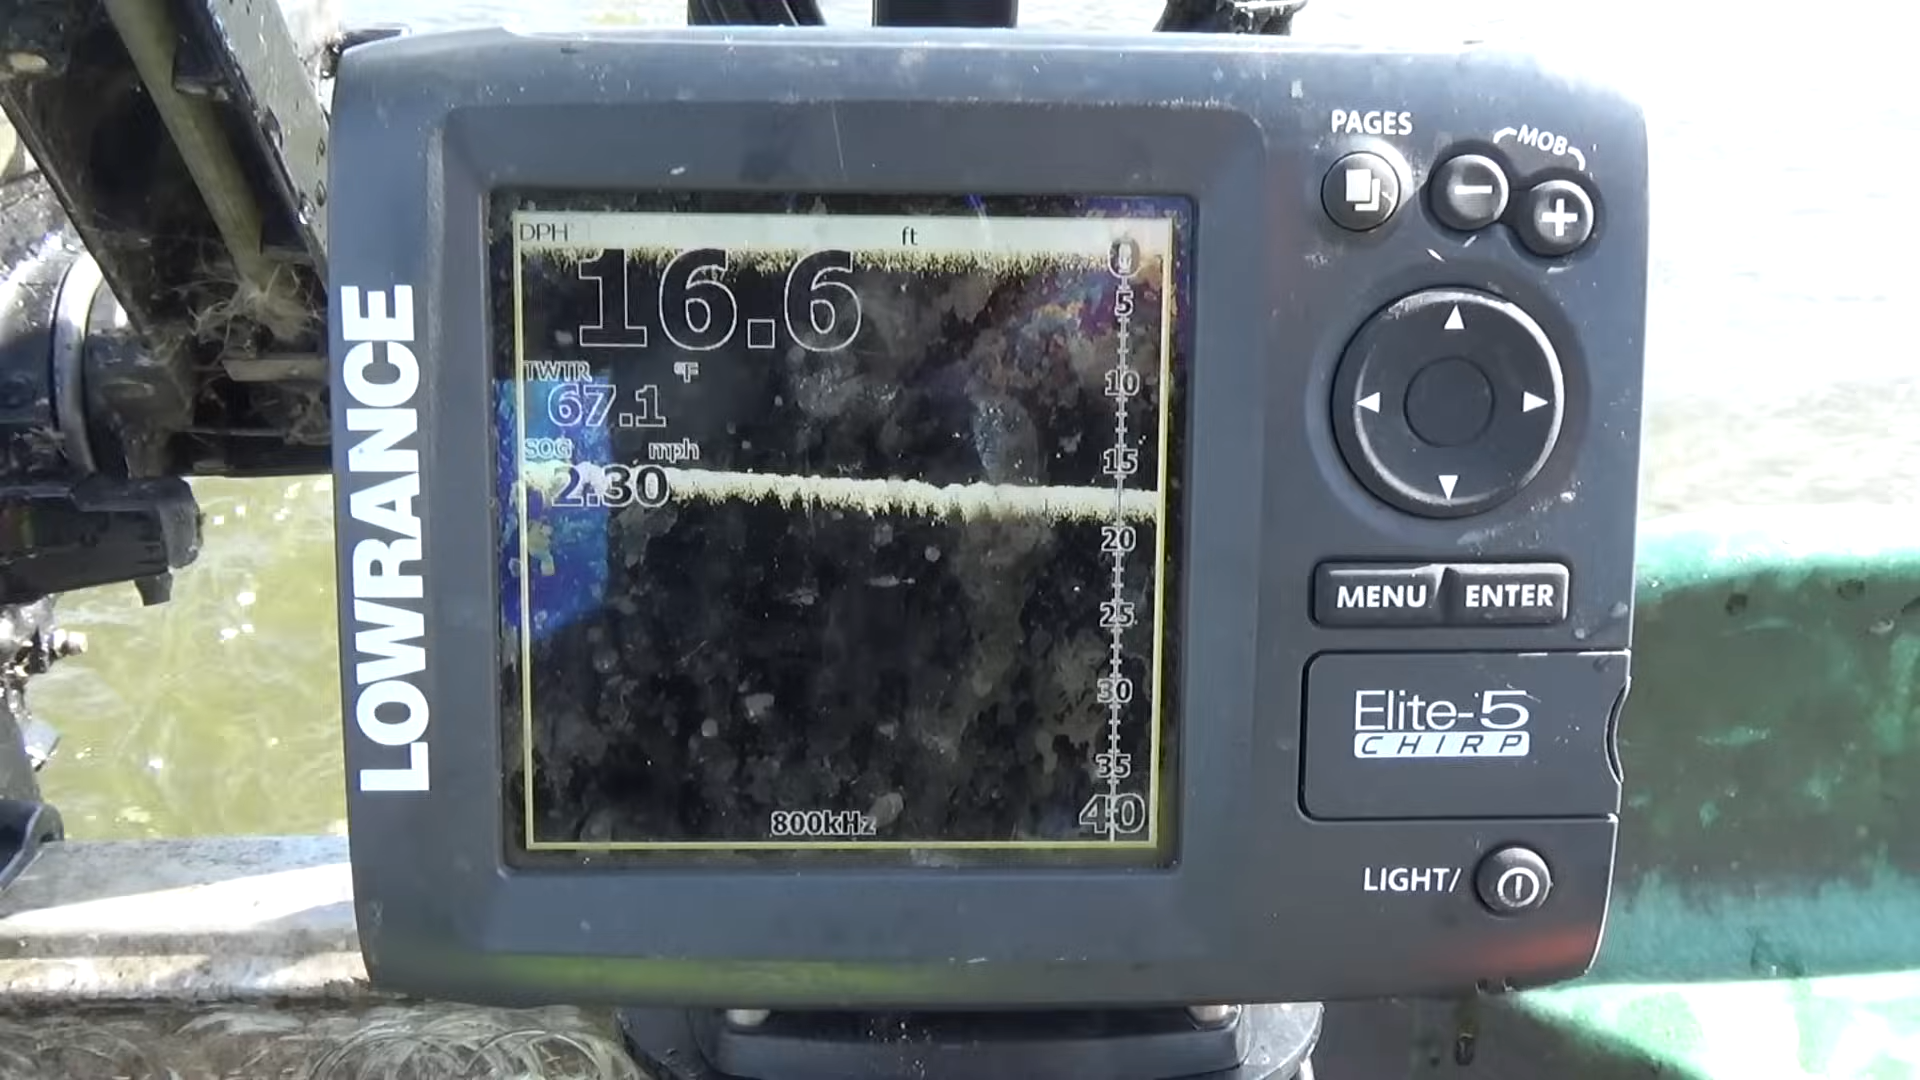 LOWRANCE
PAGES
MOB
DPH ft
16.6
TWTR °F
67.1
SOG mph
2.30
0
5
10
15
20
25
30
35
40
800kHz
MENU ENTER
Elite-5
CHIRP
LIGHT/